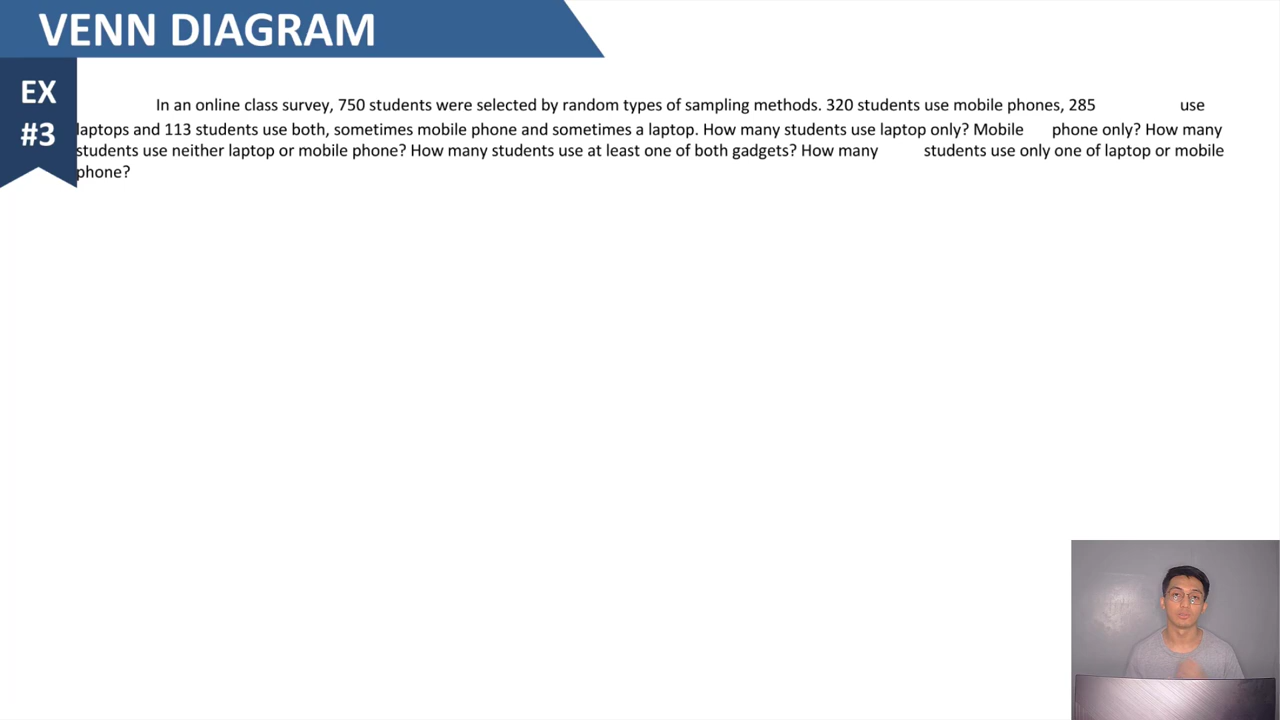 VENN DIAGRAM
EX
#3
In an online class survey, 750 students were selected by random types of sampling methods. 320 students use mobile phones, 285 use
laptops and 113 students use both, sometimes mobile phone and sometimes a laptop. How many students use laptop only? Mobile phone only? How many
students use neither laptop or mobile phone? How many students use at least one of both gadgets? How many students use only one of laptop or mobile
phone?